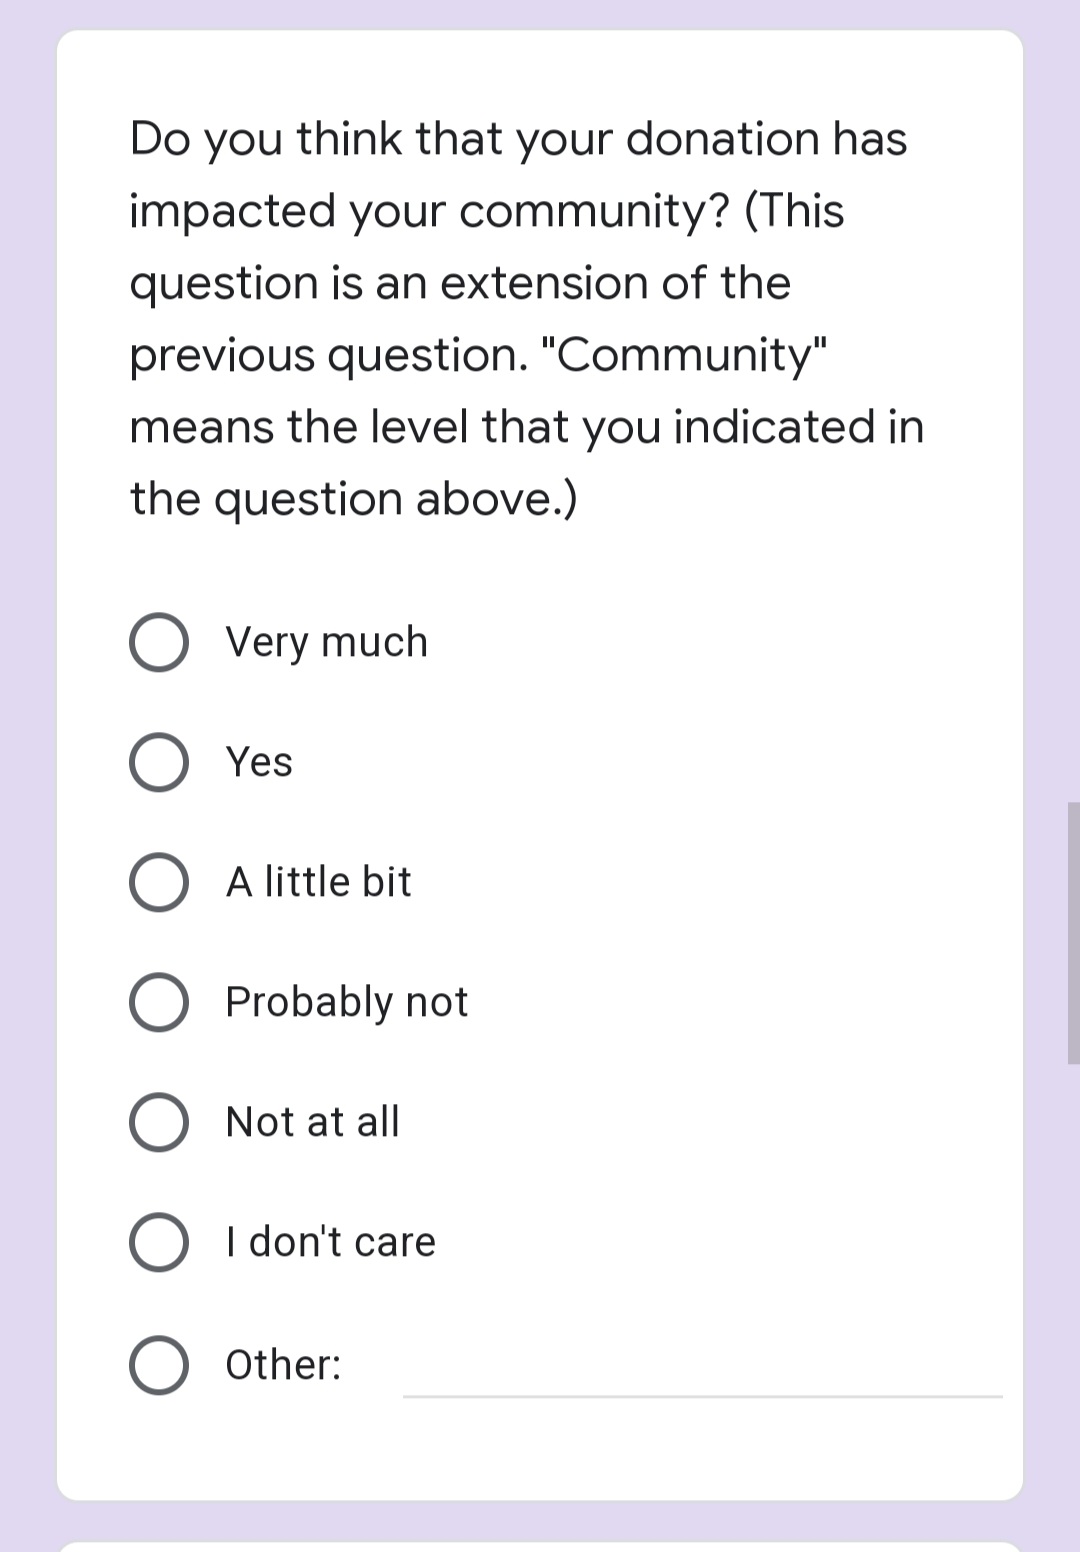 Do you think that your donation has
impacted your community? (This
question is an extension of the
previous question. "Community"
means the level that you indicated in
the question above.)
Very much
Yes
A little bit
Probably not
Not at all
I don't care
Other: